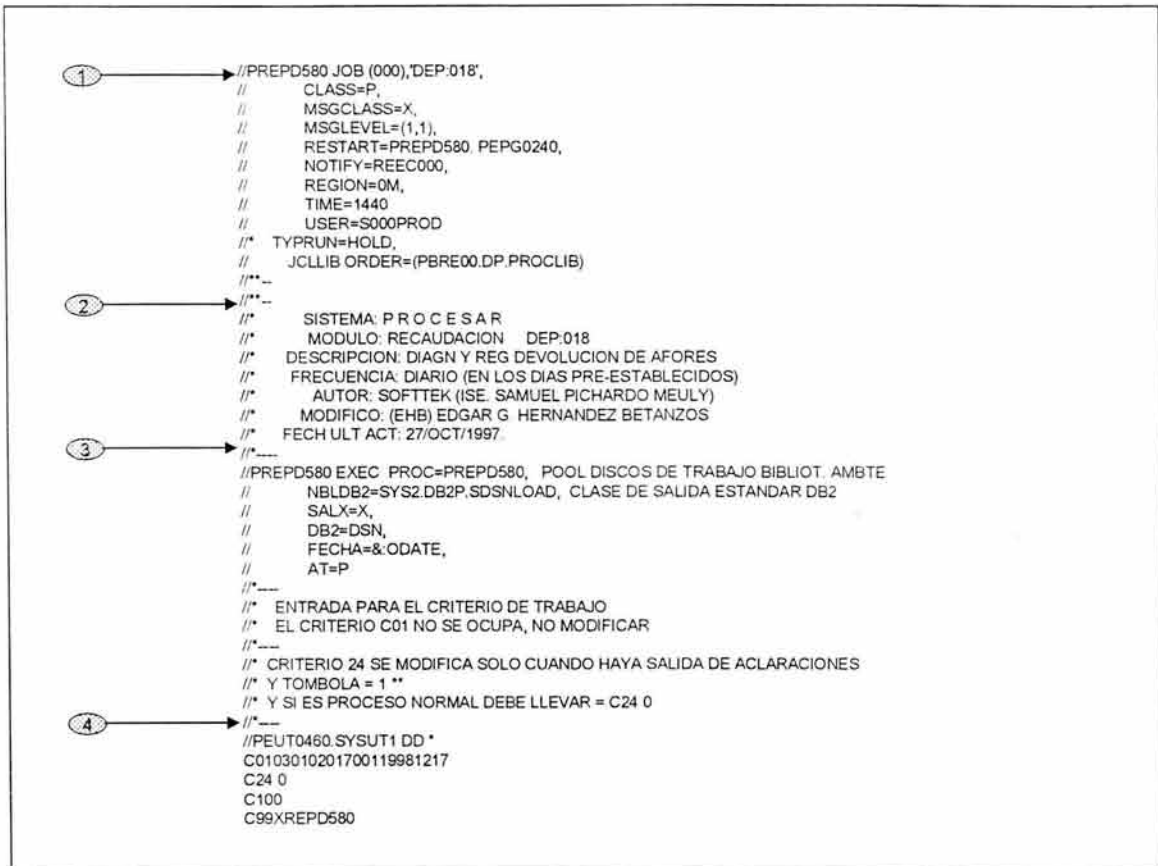 1 //PREPD580 JOB (000),'DEP:018',
// CLASS=P,
// MSGCLASS=X,
// MSGLEVEL=(1,1),
// RESTART=PREPD580. PEPG0240,
// NOTIFY=REEC000,
// REGION=0M,
// TIME=1440
// USER=S000PROD
//* TYPRUN=HOLD,
// JCLLIB ORDER=(PBRE00.DP.PROCLIB)
//**--
2 //**--
//* SISTEMA: P R O C E S A R
//* MODULO: RECAUDACION DEP:018
//* DESCRIPCION: DIAGN Y REG DEVOLUCION DE AFORES
//* FRECUENCIA: DIARIO (EN LOS DIAS PRE-ESTABLECIDOS)
//* AUTOR: SOFTTEK (ISE. SAMUEL PICHARDO MEULY)
//* MODIFICO: (EHB) EDGAR G. HERNANDEZ BETANZOS
//* FECH ULT ACT: 27/OCT/1997.
3 //*----
//PREPD580 EXEC PROC=PREPD580, POOL DISCOS DE TRABAJO BIBLIOT. AMBTE
// NBLDB2=SYS2.DB2P.SDSNLOAD, CLASE DE SALIDA ESTANDAR DB2
// SALX=X,
// DB2=DSN,
// FECHA=&:ODATE,
// AT=P
//*----
//* ENTRADA PARA EL CRITERIO DE TRABAJO
//* EL CRITERIO C01 NO SE OCUPA, NO MODIFICAR
//*----
//* CRITERIO 24 SE MODIFICA SOLO CUANDO HAYA SALIDA DE ACLARACIONES
//* Y TOMBOLA = 1 **
//* Y SI ES PROCESO NORMAL DEBE LLEVAR = C24 0
4 //*----
//PEUT0460.SYSUT1 DD *
C0103010201700119981217
C24 0
C100
C99XREPD580